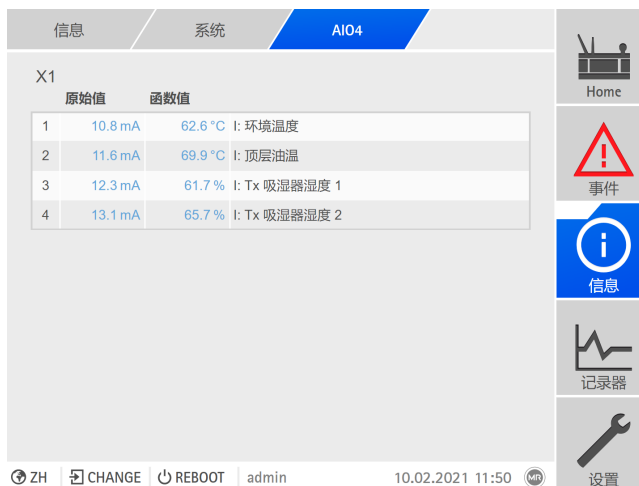 信息 系统 AIO4
X1
原始值 函数值
1 10.8 mA 62.6 °C I: 环境温度
2 11.6 mA 69.9 °C I: 顶层油温
3 12.3 mA 61.7 % I: Tx 吸湿器湿度 1
4 13.1 mA 65.7 % I: Tx 吸湿器湿度 2
Home
事件
信息
记录器
设置
ZH CHANGE REBOOT admin 10.02.2021 11:50 MR